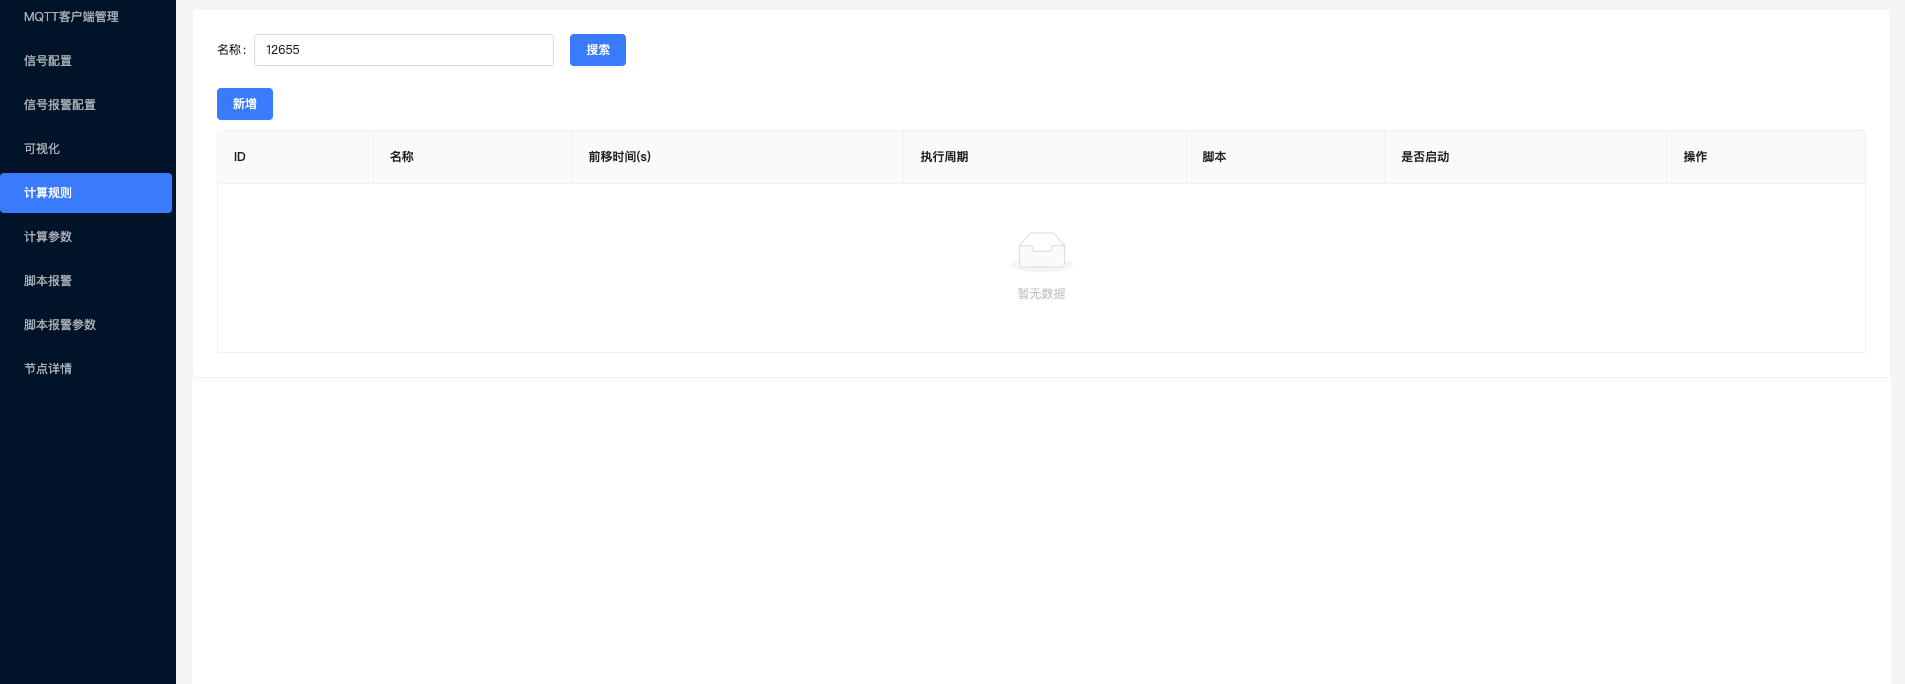 MQTT客户端管理
信号配置
信号报警配置
可视化
计算规则
计算参数
脚本报警
脚本报警参数
节点详情
名称： 12655 搜索
新增
ID 名称 前移时间(s) 执行周期 脚本 是否启动 操作
暂无数据